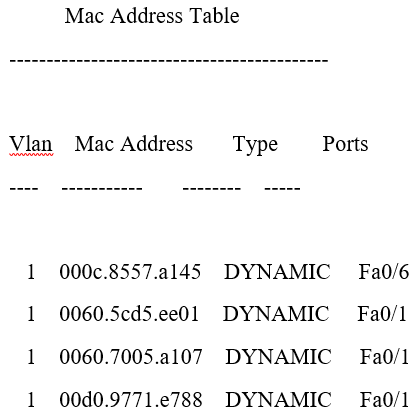 Mac Address Table
-------------------------------------------
Vlan Mac Address Type Ports
---- ----------- -------- -----
1 000c.8557.a145 DYNAMIC Fa0/6
1 0060.5cd5.ee01 DYNAMIC Fa0/1
1 0060.7005.a107 DYNAMIC Fa0/1
1 00d0.9771.e788 DYNAMIC Fa0/1